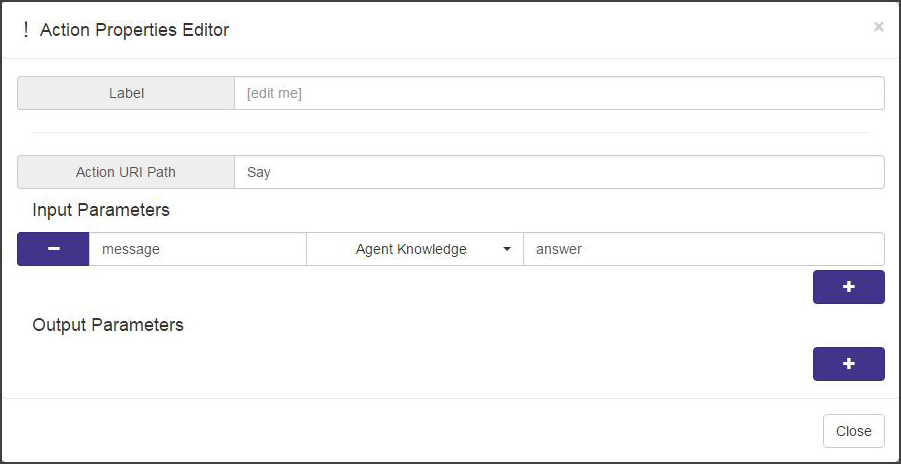 ! Action Properties Editor ×
Label [edit me]
Action URI Path Say
Input Parameters
− message Agent Knowledge answer
+
Output Parameters
+
Close